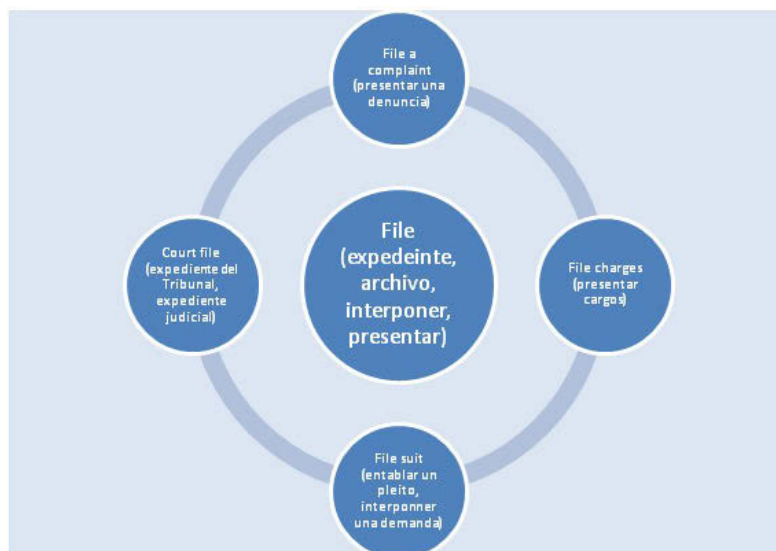 File a
complaint
(presentar una
denuncia)
File
(expedeinte,
archivo,
interponer,
presentar)
File charges
(presentar
cargos)
File suit
(entablar un
pleito,
interponner
una demanda)
Court file
(expediente del
Tribunal,
expediente
judicial)